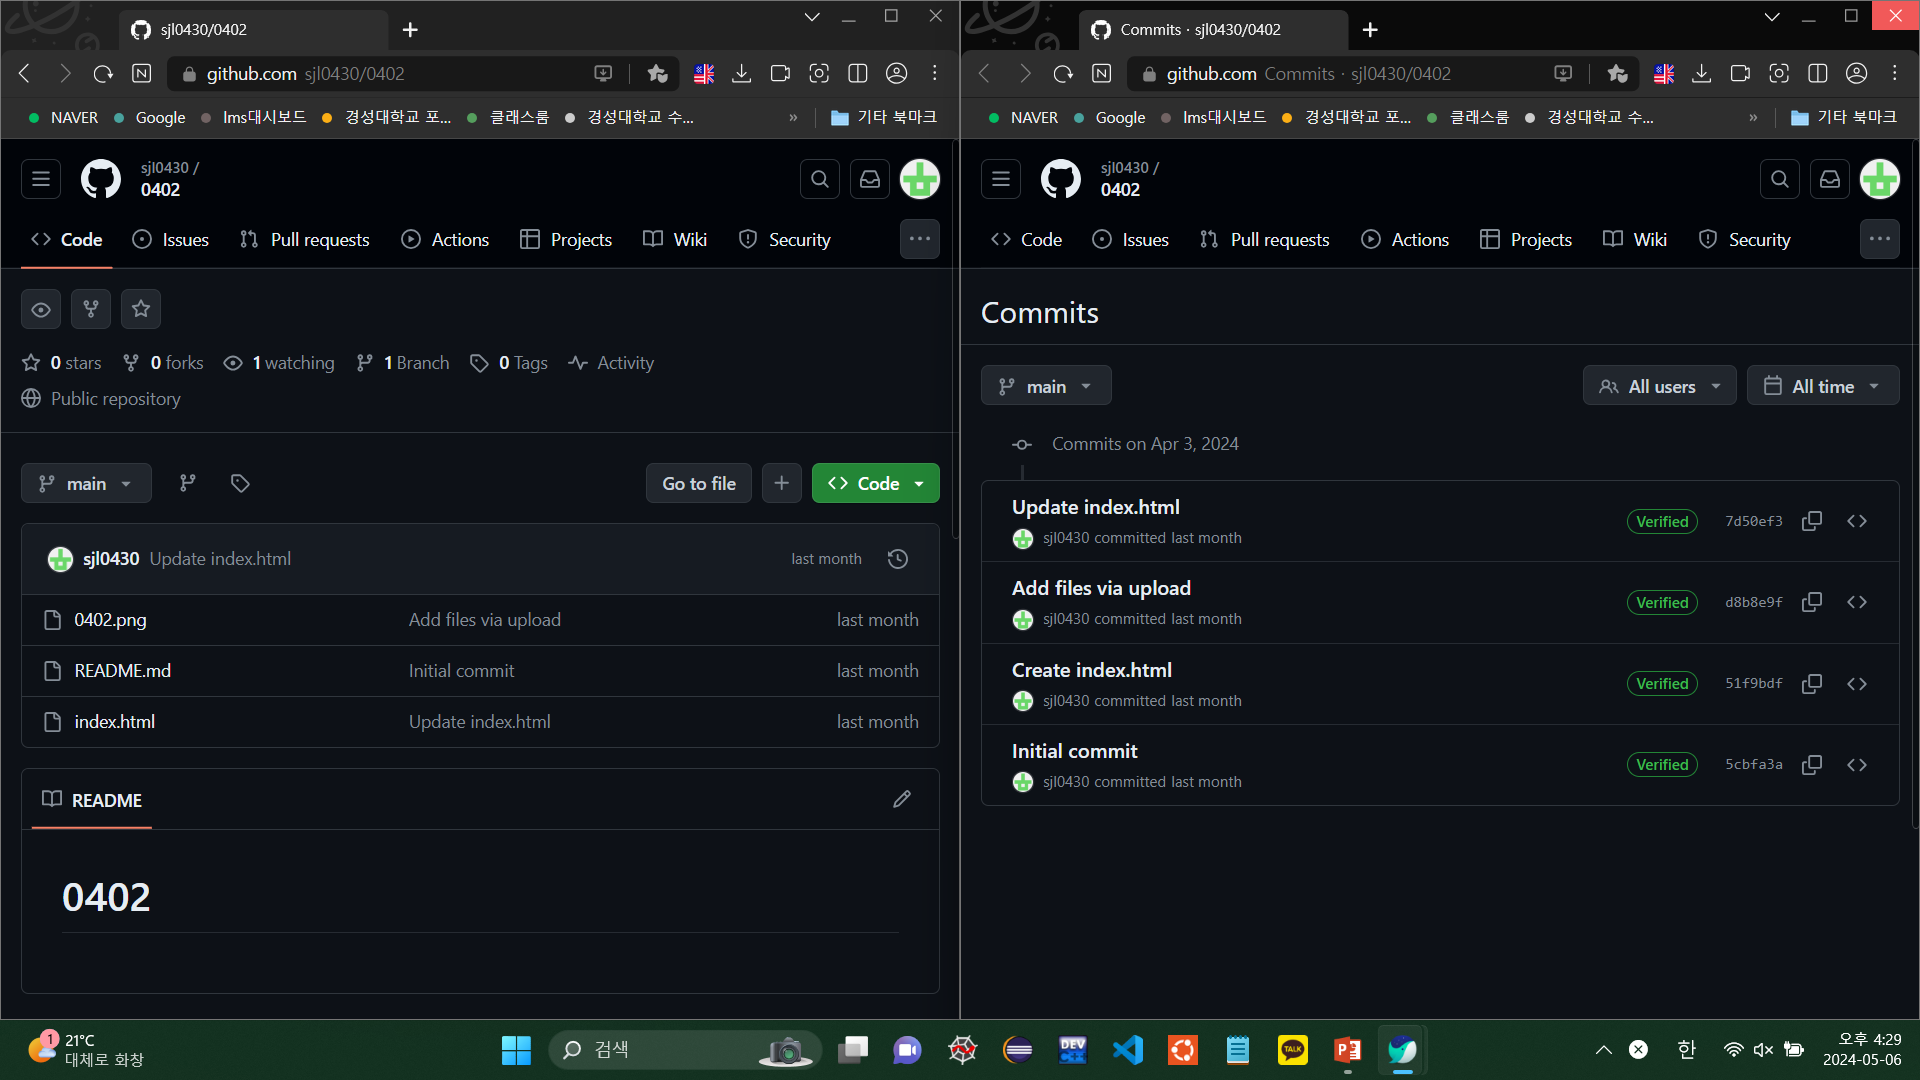 sjl0430/0402
github.com sjl0430/0402
NAVER Google lms대시보드 경성대학교 포... 클래스룸 경성대학교 수... » 기타 북마크
sjl0430 /
0402
Code Issues Pull requests Actions Projects Wiki Security
0 stars 0 forks 1 watching 1 Branch 0 Tags Activity
Public repository
main Go to file Code
sjl0430 Update index.html last month
0402.png Add files via upload last month
README.md Initial commit last month
index.html Update index.html last month
README
0402
Commits · sjl0430/0402
github.com Commits · sjl0430/0402
NAVER Google lms대시보드 경성대학교 포... 클래스룸 경성대학교 수... » 기타 북마크
sjl0430 /
0402
Code Issues Pull requests Actions Projects Wiki Security
Commits
main All users All time
Commits on Apr 3, 2024
Update index.html
sjl0430 committed last month
Verified 7d50ef3
Add files via upload
sjl0430 committed last month
Verified d8b8e9f
Create index.html
sjl0430 committed last month
Verified 51f9bdf
Initial commit
sjl0430 committed last month
Verified 5cbfa3a
1
21°C
대체로 화창
검색
DEV
TALK
한
오후 4:29
2024-05-06